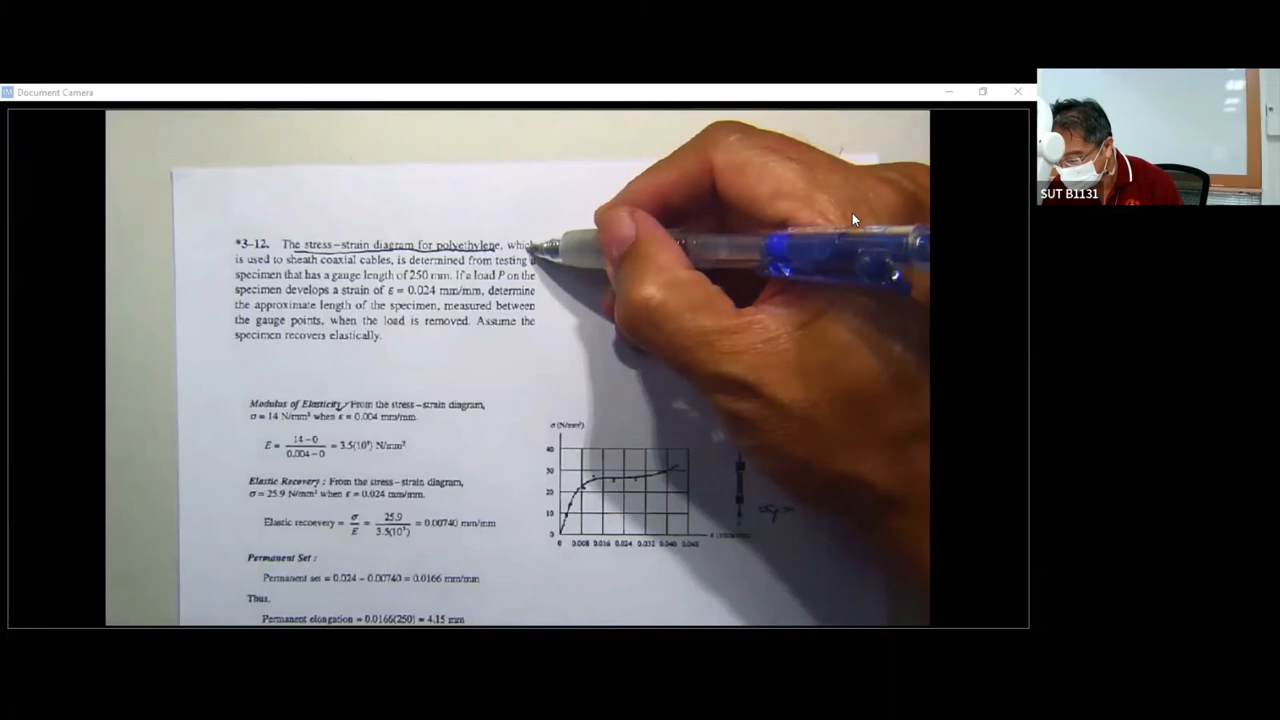 Document Camera
SUT B1131
*3–12. The stress–strain diagram for polyethylene, which
is used to sheath coaxial cables, is determined from testing a
specimen that has a gauge length of 250 mm. If a load P on the
specimen develops a strain of ε = 0.024 mm/mm, determine
the approximate length of the specimen, measured between
the gauge points, when the load is removed. Assume the
specimen recovers elastically.
Modulus of Elasticity : From the stress–strain diagram,
σ = 14 N/mm² when ε = 0.004 mm/mm.
E = (14 – 0)/(0.004 – 0) = 3.5(10³) N/mm²
Elastic Recovery : From the stress–strain diagram,
σ = 25.9 N/mm² when ε = 0.024 mm/mm.
Elastic recoevery = σ/E = 25.9/3.5(10³) = 0.00740 mm/mm
Permanent Set :
Permanent set = 0.024 – 0.00740 = 0.0166 mm/mm
Thus,
Permanent elongation = 0.0166(250) = 4.15 mm
σ (N/mm²)
40
30
20
10
0
0 0.008 0.016 0.024 0.032 0.040 0.048